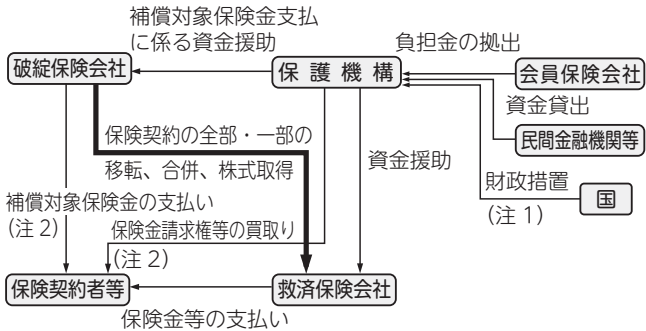 補償対象保険金支払
に係る資金援助
負担金の拠出
破綻保険会社
保護機構
会員保険会社
資金貸出
保険契約の全部・一部の
移転、合併、株式取得
民間金融機関等
資金援助
財政措置
(注1)
国
補償対象保険金の支払い
(注2)
保険金請求権等の買取り
(注2)
保険契約者等
救済保険会社
保険金等の支払い